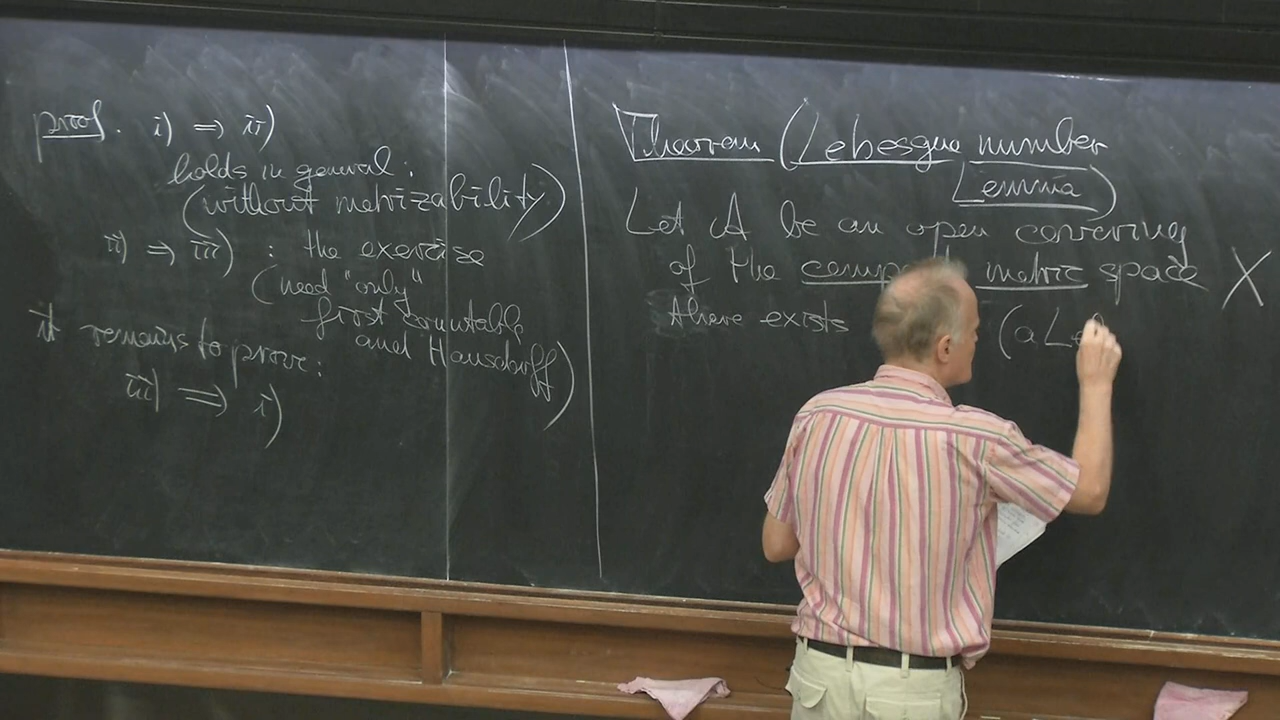 proof. i) ⇒ ii)
holds in general:
(without metrizability)
ii) ⇒ iii) : the exercise
(need "only"
first countable
and Hausdorff)
it remains to prove:
iii) ⇒ i)
Theorem (Lebesgue number
Lemma)
Let A be an open covering
of the metric space X
there exists (a Le